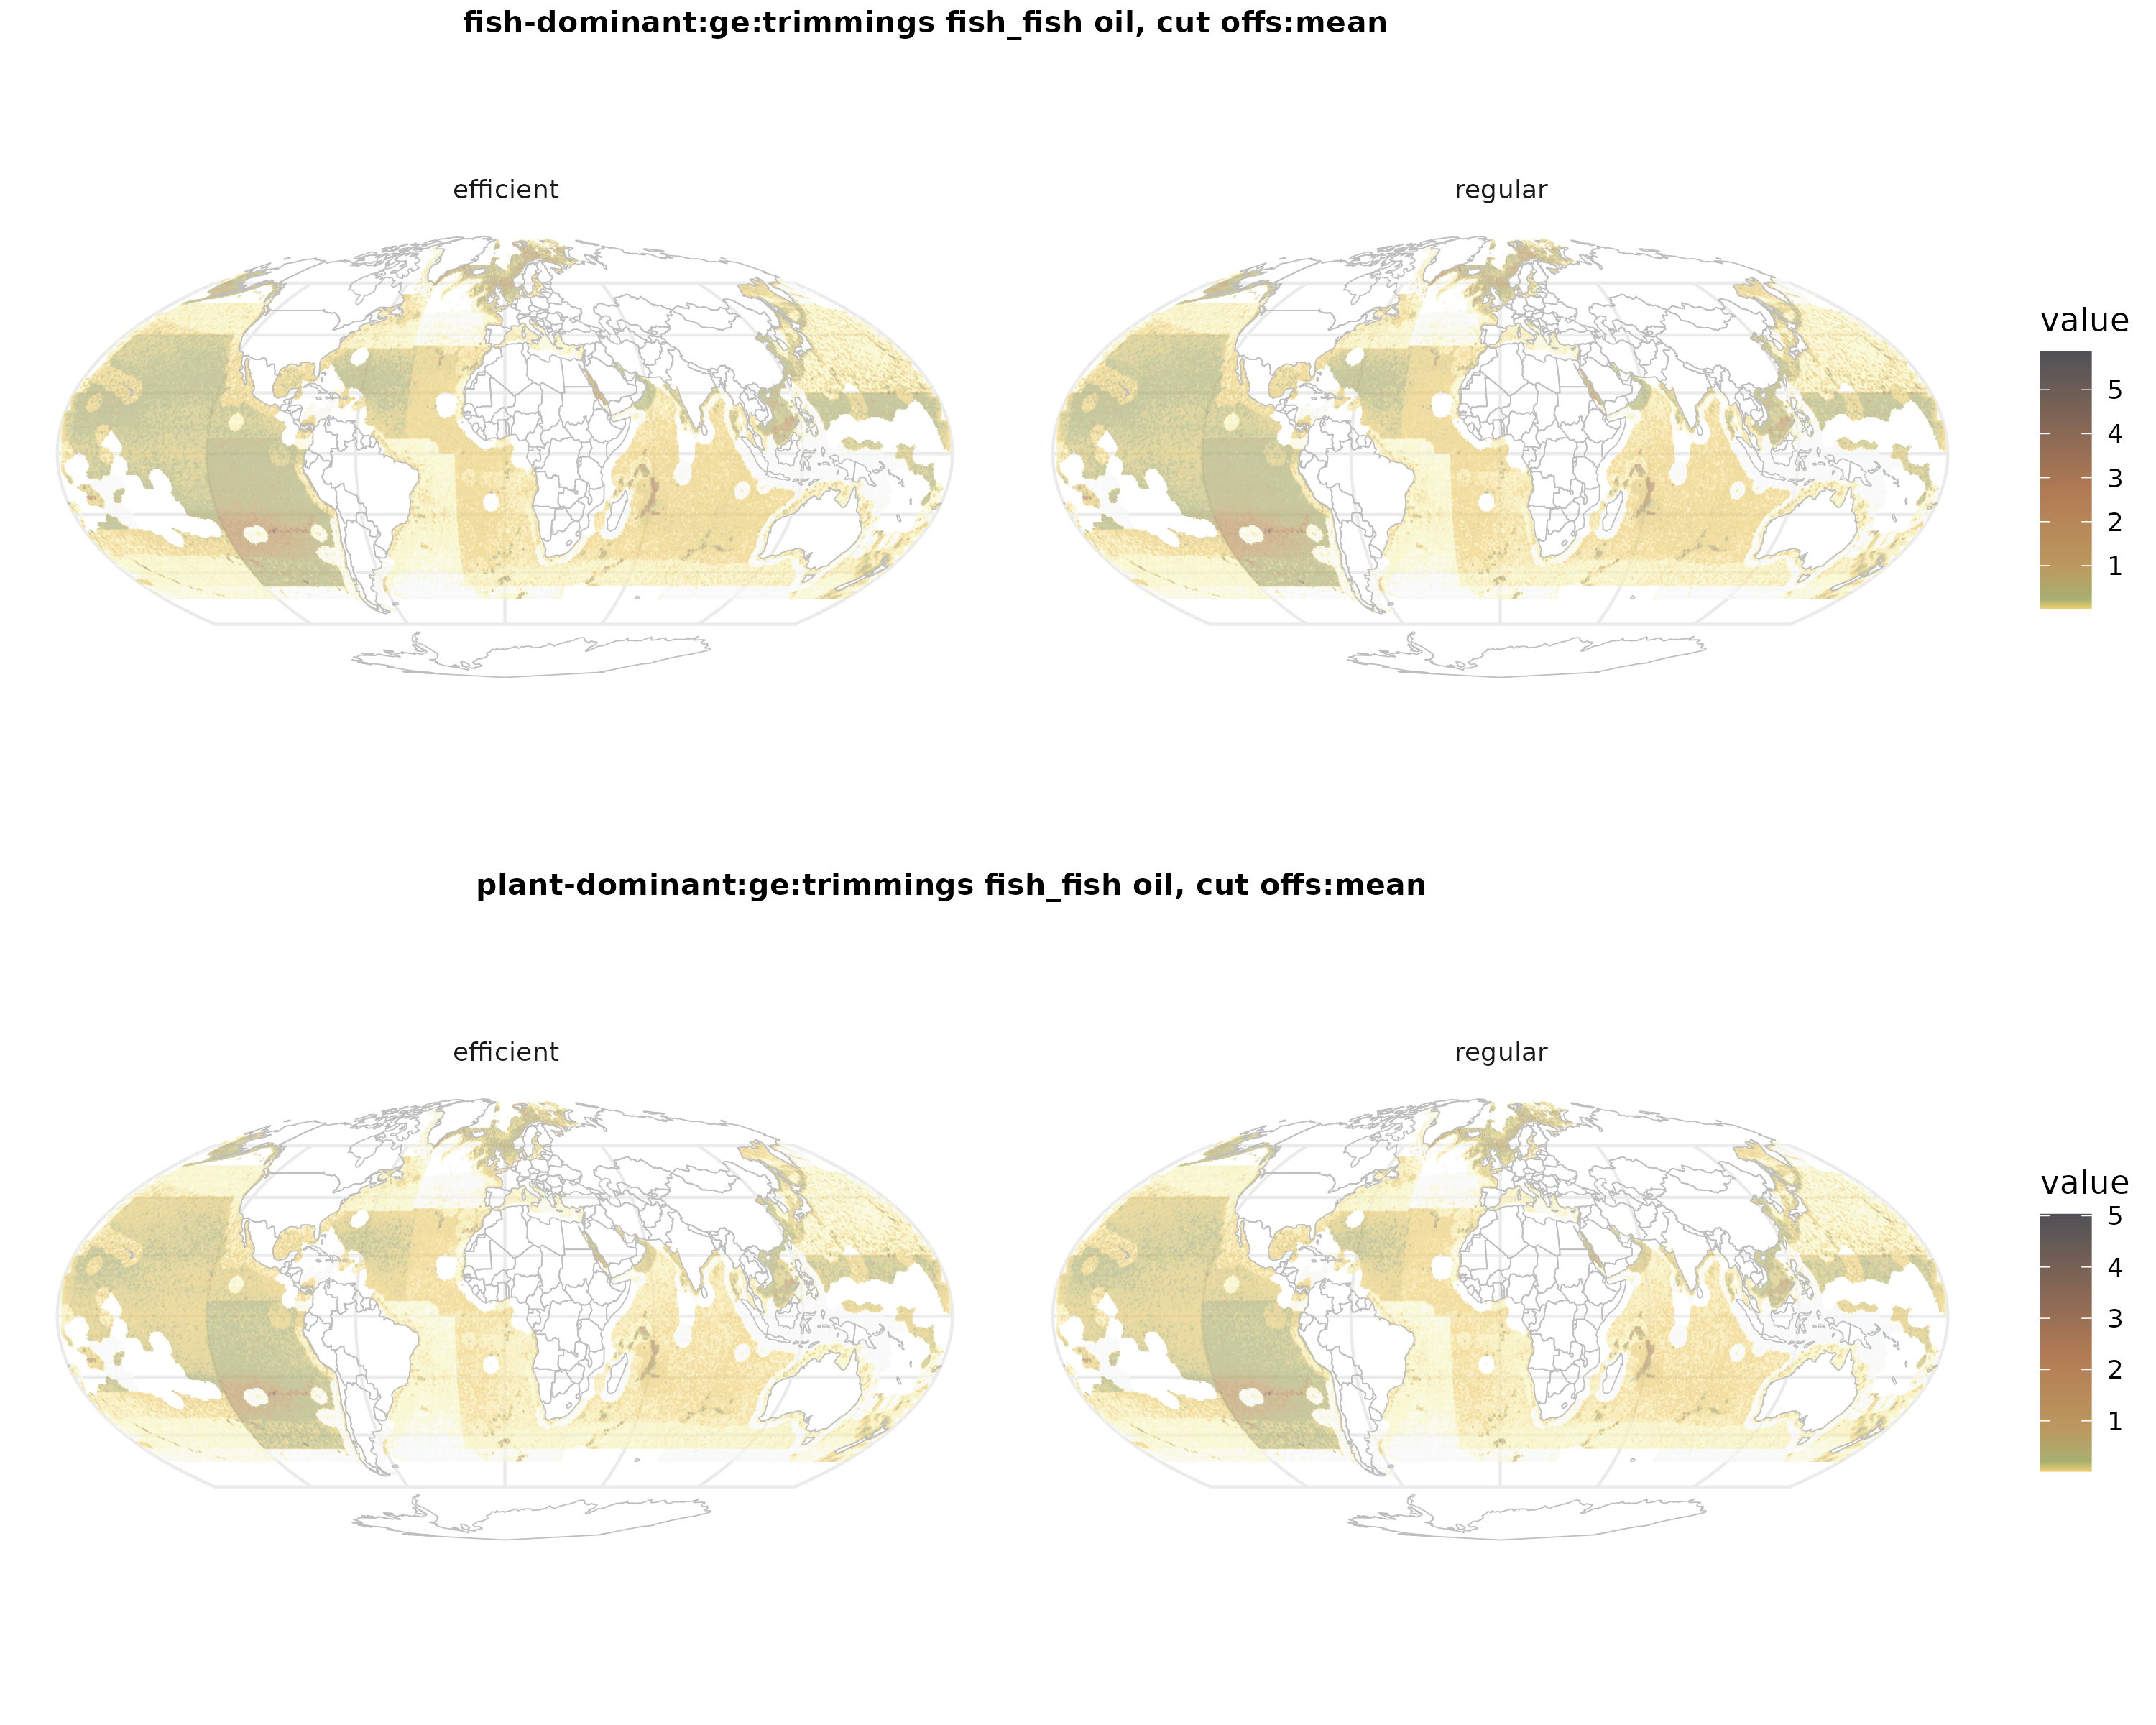 fish-dominant:ge:trimmings fish_fish oil, cut offs:mean
efficient
regular
value
5
4
3
2
1
plant-dominant:ge:trimmings fish_fish oil, cut offs:mean
efficient
regular
value
5
4
3
2
1